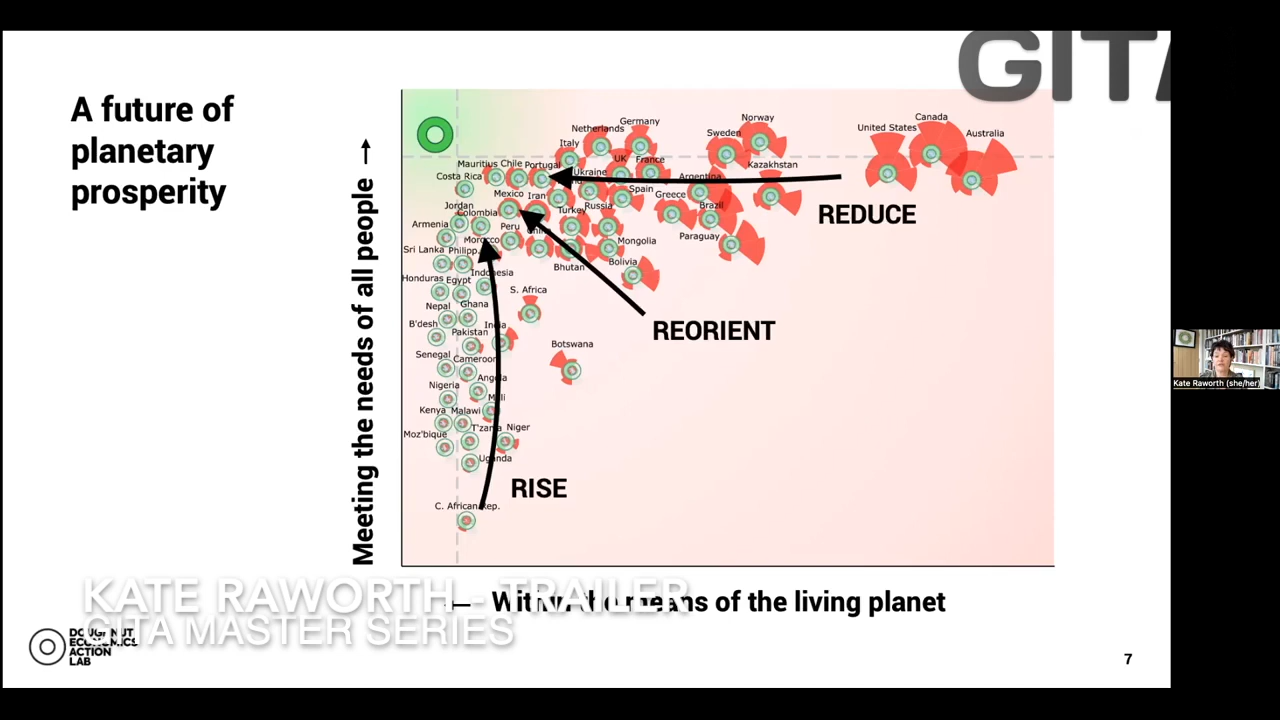 GITA
A future of
planetary
prosperity
Meeting the needs of all people →
Germany
Norway
Canada
Netherlands
Sweden
United States
Australia
Italy
UK
France
Kazakhstan
Mauritius
Chile
Portugal
Ukraine
Argentina
Costa Rica
Mexico
Iran
Spain
Greece
Jordan
Colombia
Turkey
Russia
Brazil
REDUCE
Armenia
Peru
Paraguay
Morocco
Mongolia
Sri Lanka
Philipp.
Bhutan
Bolivia
Honduras
Egypt
Indonesia
S. Africa
Nepal
Ghana
REORIENT
B'desh
Pakistan
India
Botswana
Senegal
Cameroon
Nigeria
Angola
Mali
Kenya
Malawi
Moz'bique
T'zania
Niger
Uganda
RISE
C. African Rep.
← Within the means of the living planet
KATE RAWORTH - TRAILER
GITA MASTER SERIES
DOUGHNUT
ECONOMICS
ACTION
LAB
7
Kate Raworth (she/her)